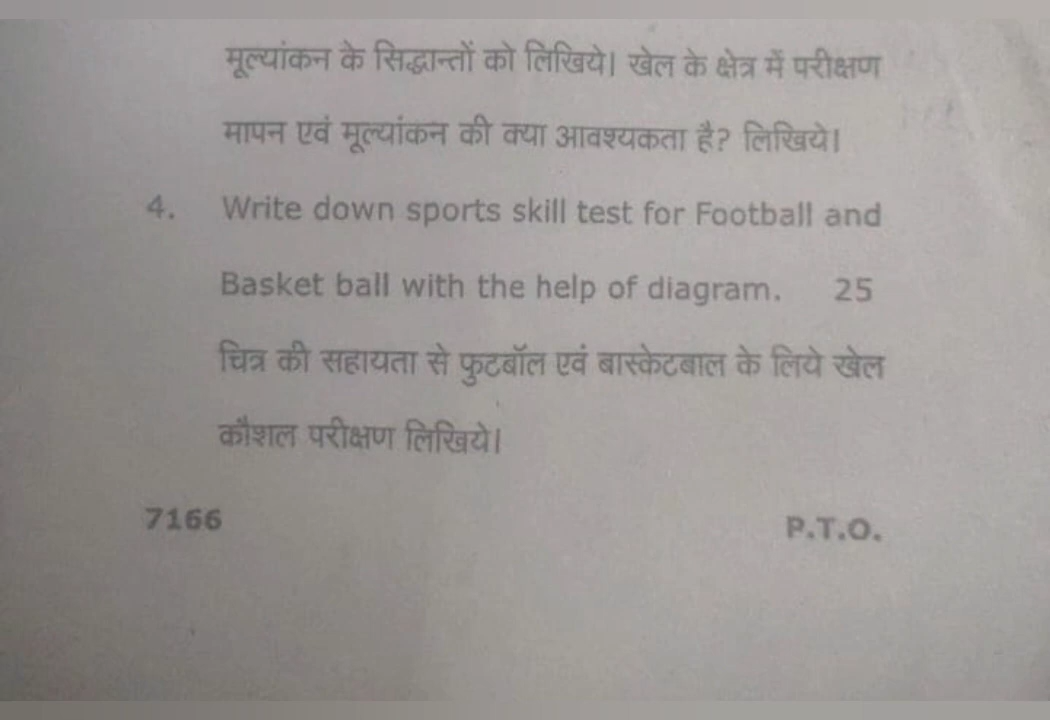 मूल्यांकन के सिद्धान्तों को लिखिये। खेल के क्षेत्र में परीक्षण
मापन एवं मूल्यांकन की क्या आवश्यकता है? लिखिये।
4. Write down sports skill test for Football and
Basket ball with the help of diagram. 25
चित्र की सहायता से फुटबॉल एवं बास्केटबाल के लिये खेल
कौशल परीक्षण लिखिये।
7166 P.T.O.